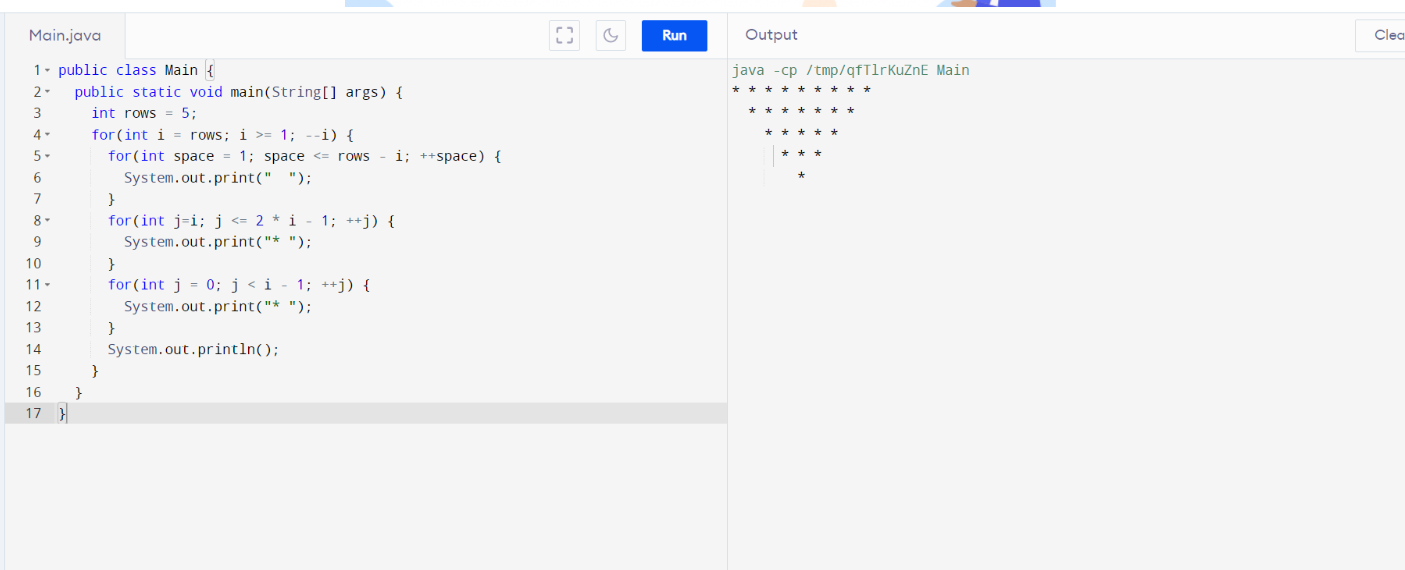 Main.java
Run
1 public class Main {
2 public static void main(String[] args) {
3 int rows = 5;
4 for(int i = rows; i >= 1; --i) {
5 for(int space = 1; space <= rows - i; ++space) {
6 System.out.print("  ");
7 }
8 for(int j=i; j <= 2 * i - 1; ++j) {
9 System.out.print("* ");
10 }
11 for(int j = 0; j < i - 1; ++j) {
12 System.out.print("* ");
13 }
14 System.out.println();
15 }
16 }
17 }
Output
Clea
java -cp /tmp/qfTlrKuZnE Main
* * * * * * * * *
* * * * * * *
* * * * *
* * *
*